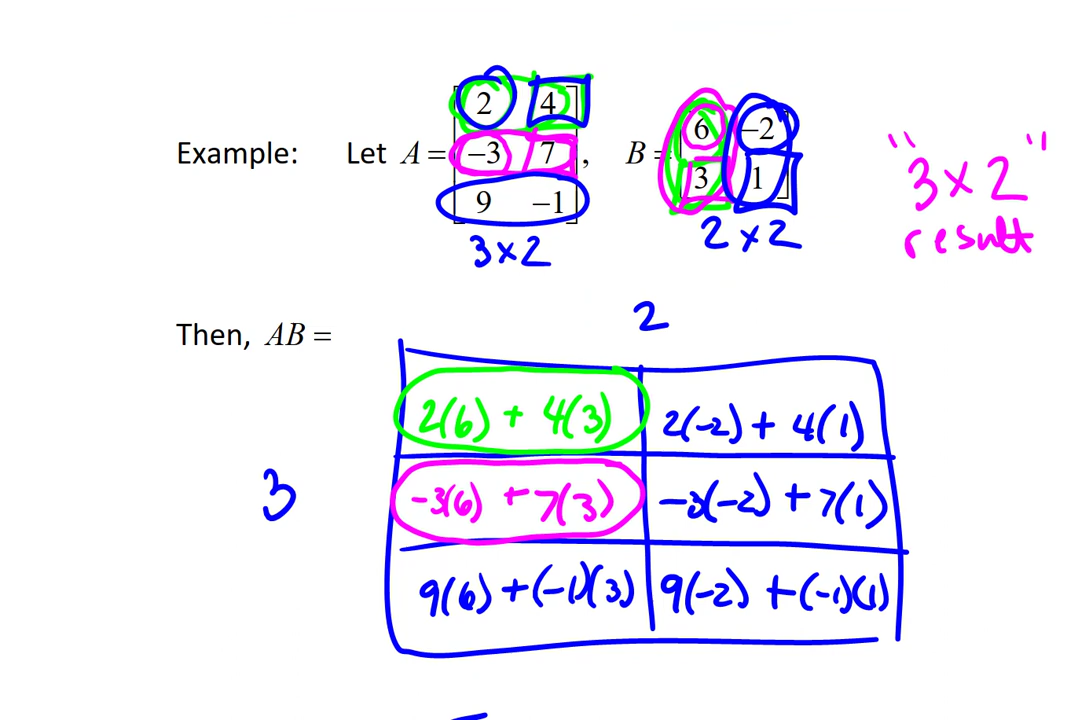 2 4
Example: Let A = −3 7 , B = 6 −2
9 −1 3 1
3 × 2 2 × 2
"3 × 2"
result
Then, AB =
2
3
2(6) + 4(3) 2(-2) + 4(1)
-3(6) + 7(3) -3(-2) + 7(1)
9(6) + (-1)(3) 9(-2) + (-1)(1)